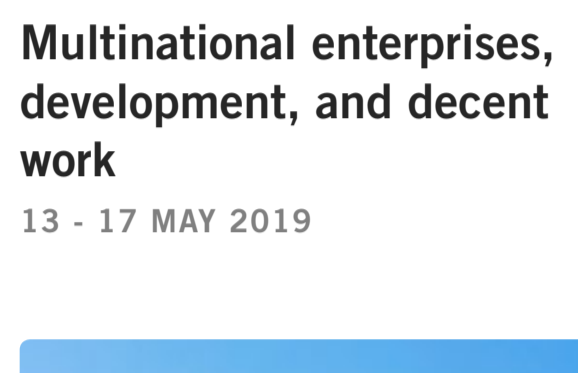 Multinational enterprises,
development, and decent
work
13 - 17 MAY 2019